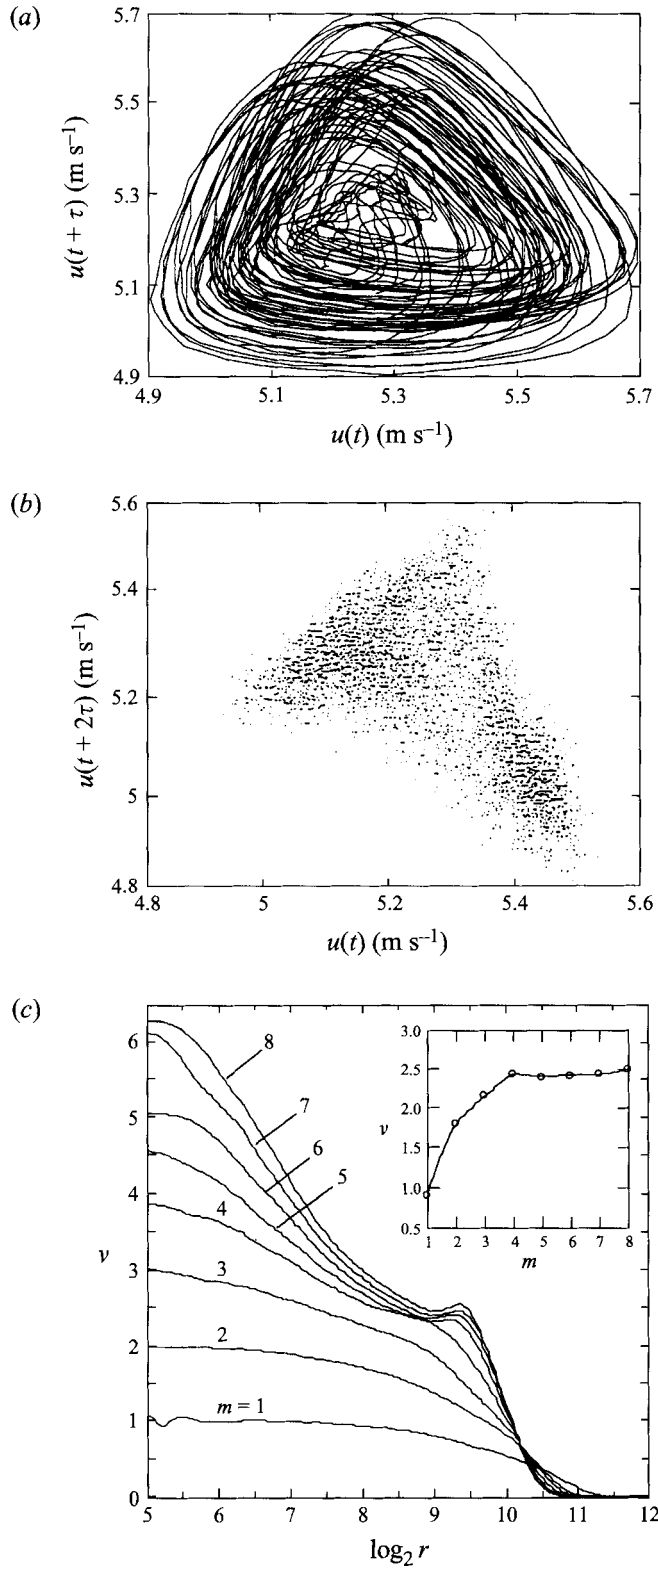 (a)
5.7
5.5
5.3
5.1
4.9
u(t + τ) (m s⁻¹)
4.9 5.1 5.3 5.5 5.7
u(t) (m s⁻¹)
(b)
5.6
5.4
5.2
5
4.8
u(t + 2τ) (m s⁻¹)
4.8 5 5.2 5.4 5.6
u(t) (m s⁻¹)
(c)
6
5
4
3
2
1
0
ν
8
7
6
5
4
3
2
m = 1
3.0
2.5
2.0
1.5
1.0
0.5
ν
1 2 3 4 5 6 7 8
m
5 6 7 8 9 10 11 12
log₂ r